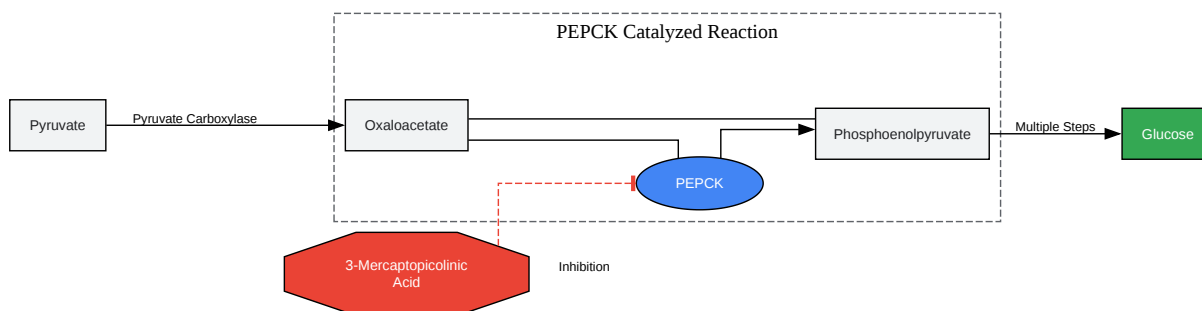 PEPCK Catalyzed Reaction
Pyruvate
Pyruvate Carboxylase
Oxaloacetate
Phosphoenolpyruvate
Multiple Steps
Glucose
PEPCK
3-Mercaptopicolinic
Acid
Inhibition